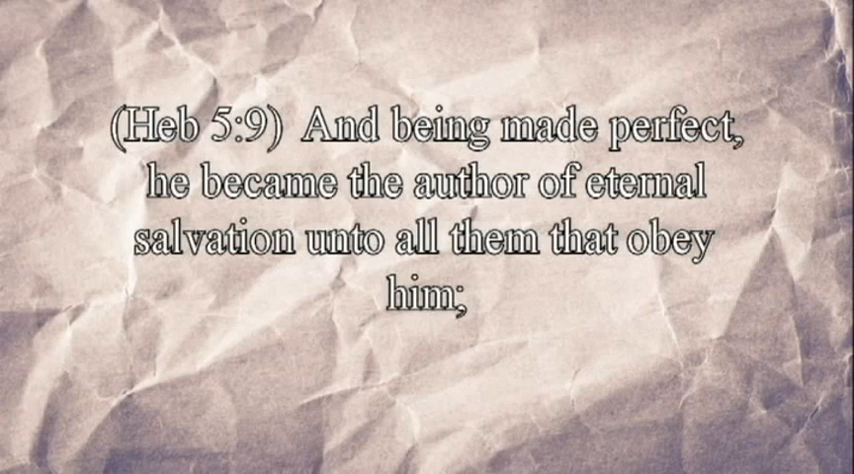 (Heb 5:9)  And being made perfect,
he became the author of eternal
salvation unto all them that obey
him;